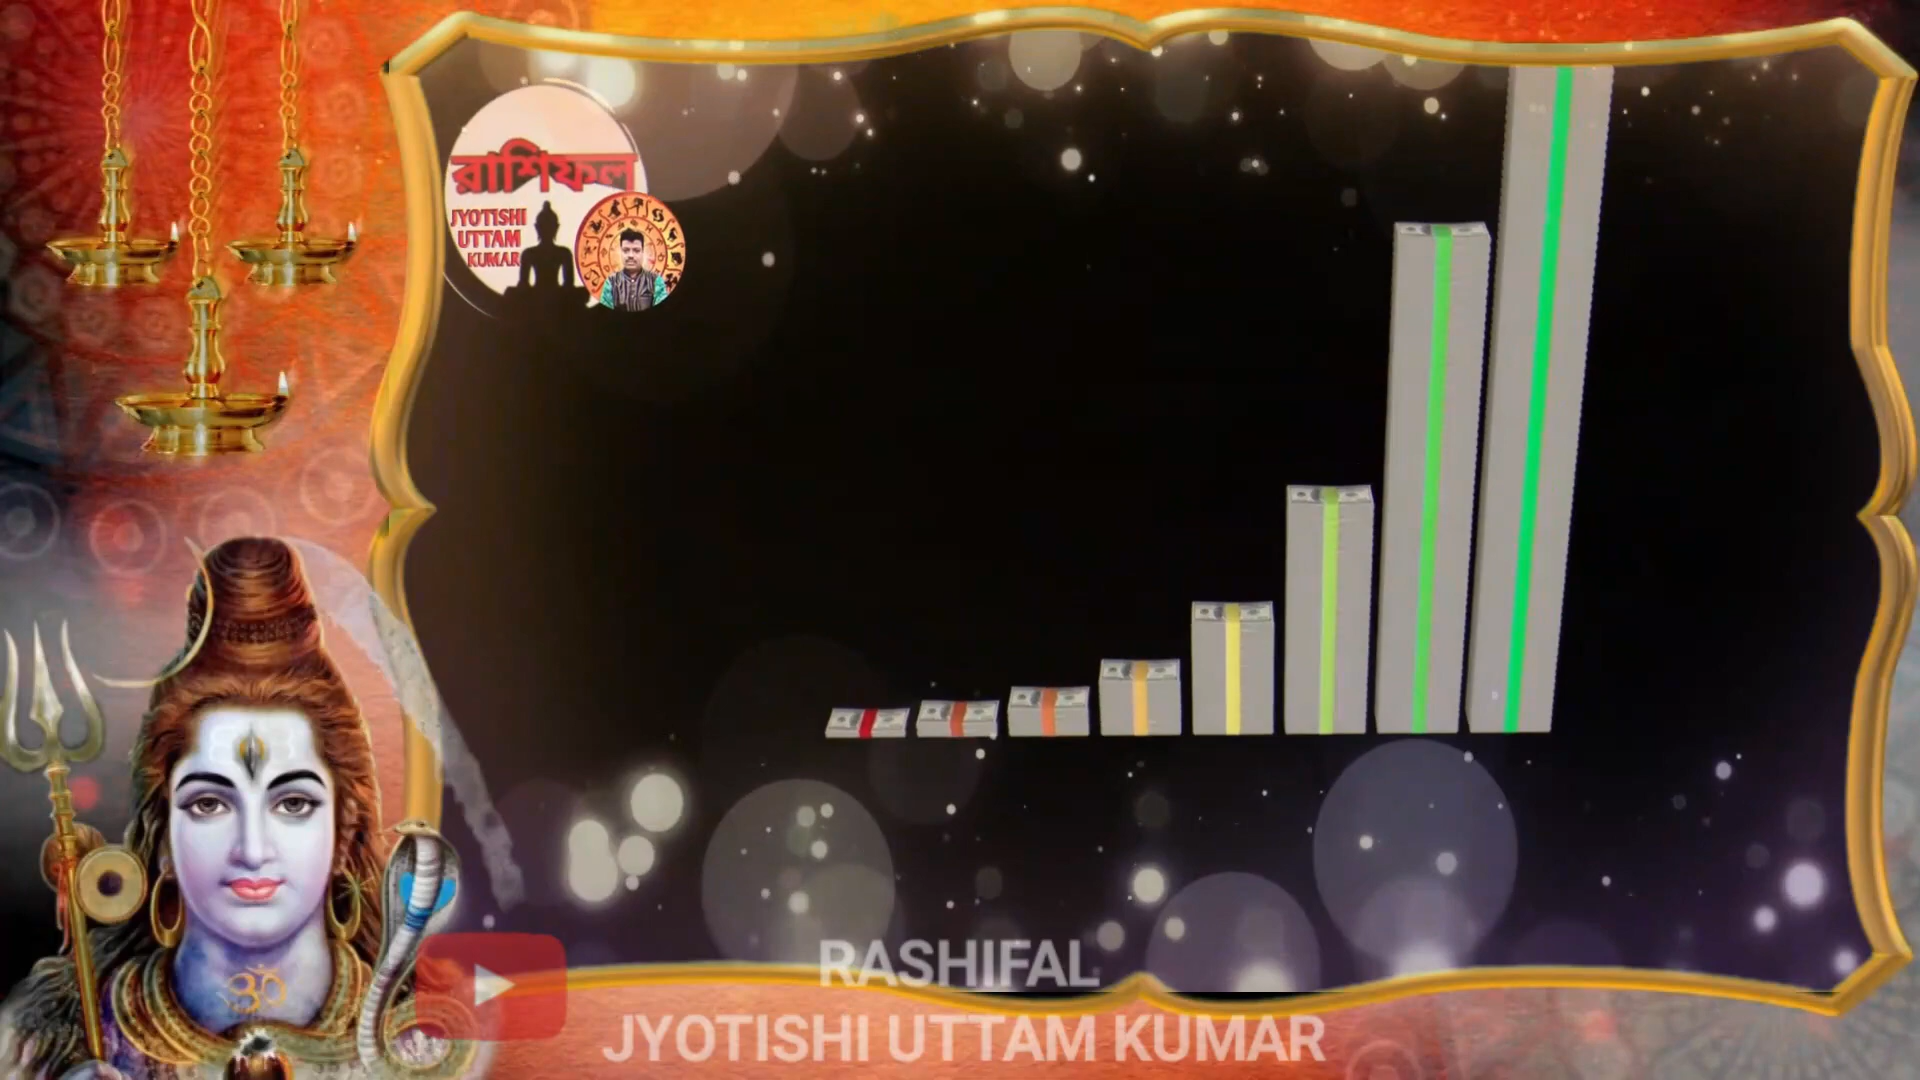 রাশিফল
JYOTISHI
UTTAM
KUMAR
ॐ
RASHIFAL
JYOTISHI UTTAM KUMAR